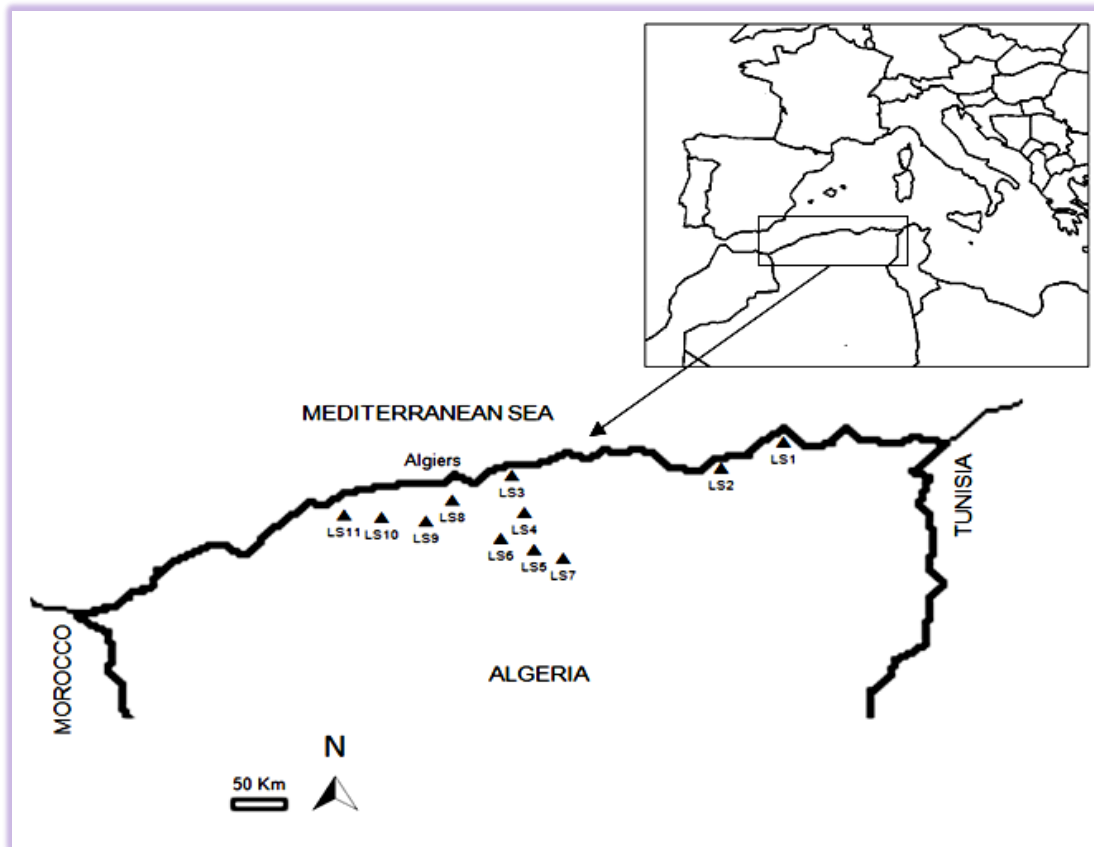 MEDITERRANEAN SEA
Algiers
LS1
LS2
LS3
LS4
LS8
LS11
LS10
LS9
LS6
LS5
LS7
TUNISIA
MOROCCO
ALGERIA
N
50 Km